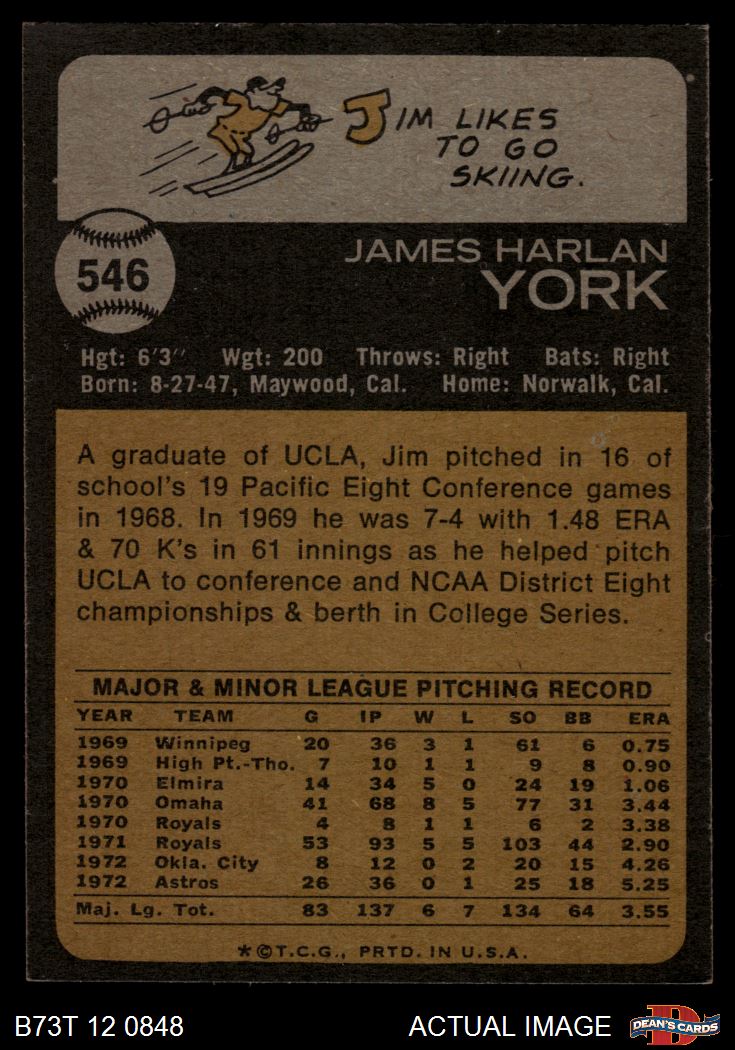 JIM LIKES
TO GO
SKIING.
546
JAMES HARLAN
YORK
Hgt: 6'3" Wgt: 200 Throws: Right Bats: Right
Born: 8-27-47, Maywood, Cal. Home: Norwalk, Cal.
A graduate of UCLA, Jim pitched in 16 of
school's 19 Pacific Eight Conference games
in 1968. In 1969 he was 7-4 with 1.48 ERA
& 70 K's in 61 innings as he helped pitch
UCLA to conference and NCAA District Eight
championships & berth in College Series.
MAJOR & MINOR LEAGUE PITCHING RECORD
YEAR TEAM G IP W L SO BB ERA
1969 Winnipeg 20 36 3 1 61 6 0.75
1969 High Pt.-Tho. 7 10 1 1 9 8 0.90
1970 Elmira 14 34 5 0 24 19 1.06
1970 Omaha 41 68 8 5 77 31 3.44
1970 Royals 4 8 1 1 6 2 3.38
1971 Royals 53 93 5 5 103 44 2.90
1972 Okla. City 8 12 0 2 20 15 4.26
1972 Astros 26 36 0 1 25 18 5.25
Maj. Lg. Tot. 83 137 6 7 134 64 3.55
*©T.C.G., PRTD. IN U.S.A.
B73T 12 0848 ACTUAL IMAGE
D
DEAN'S CARDS